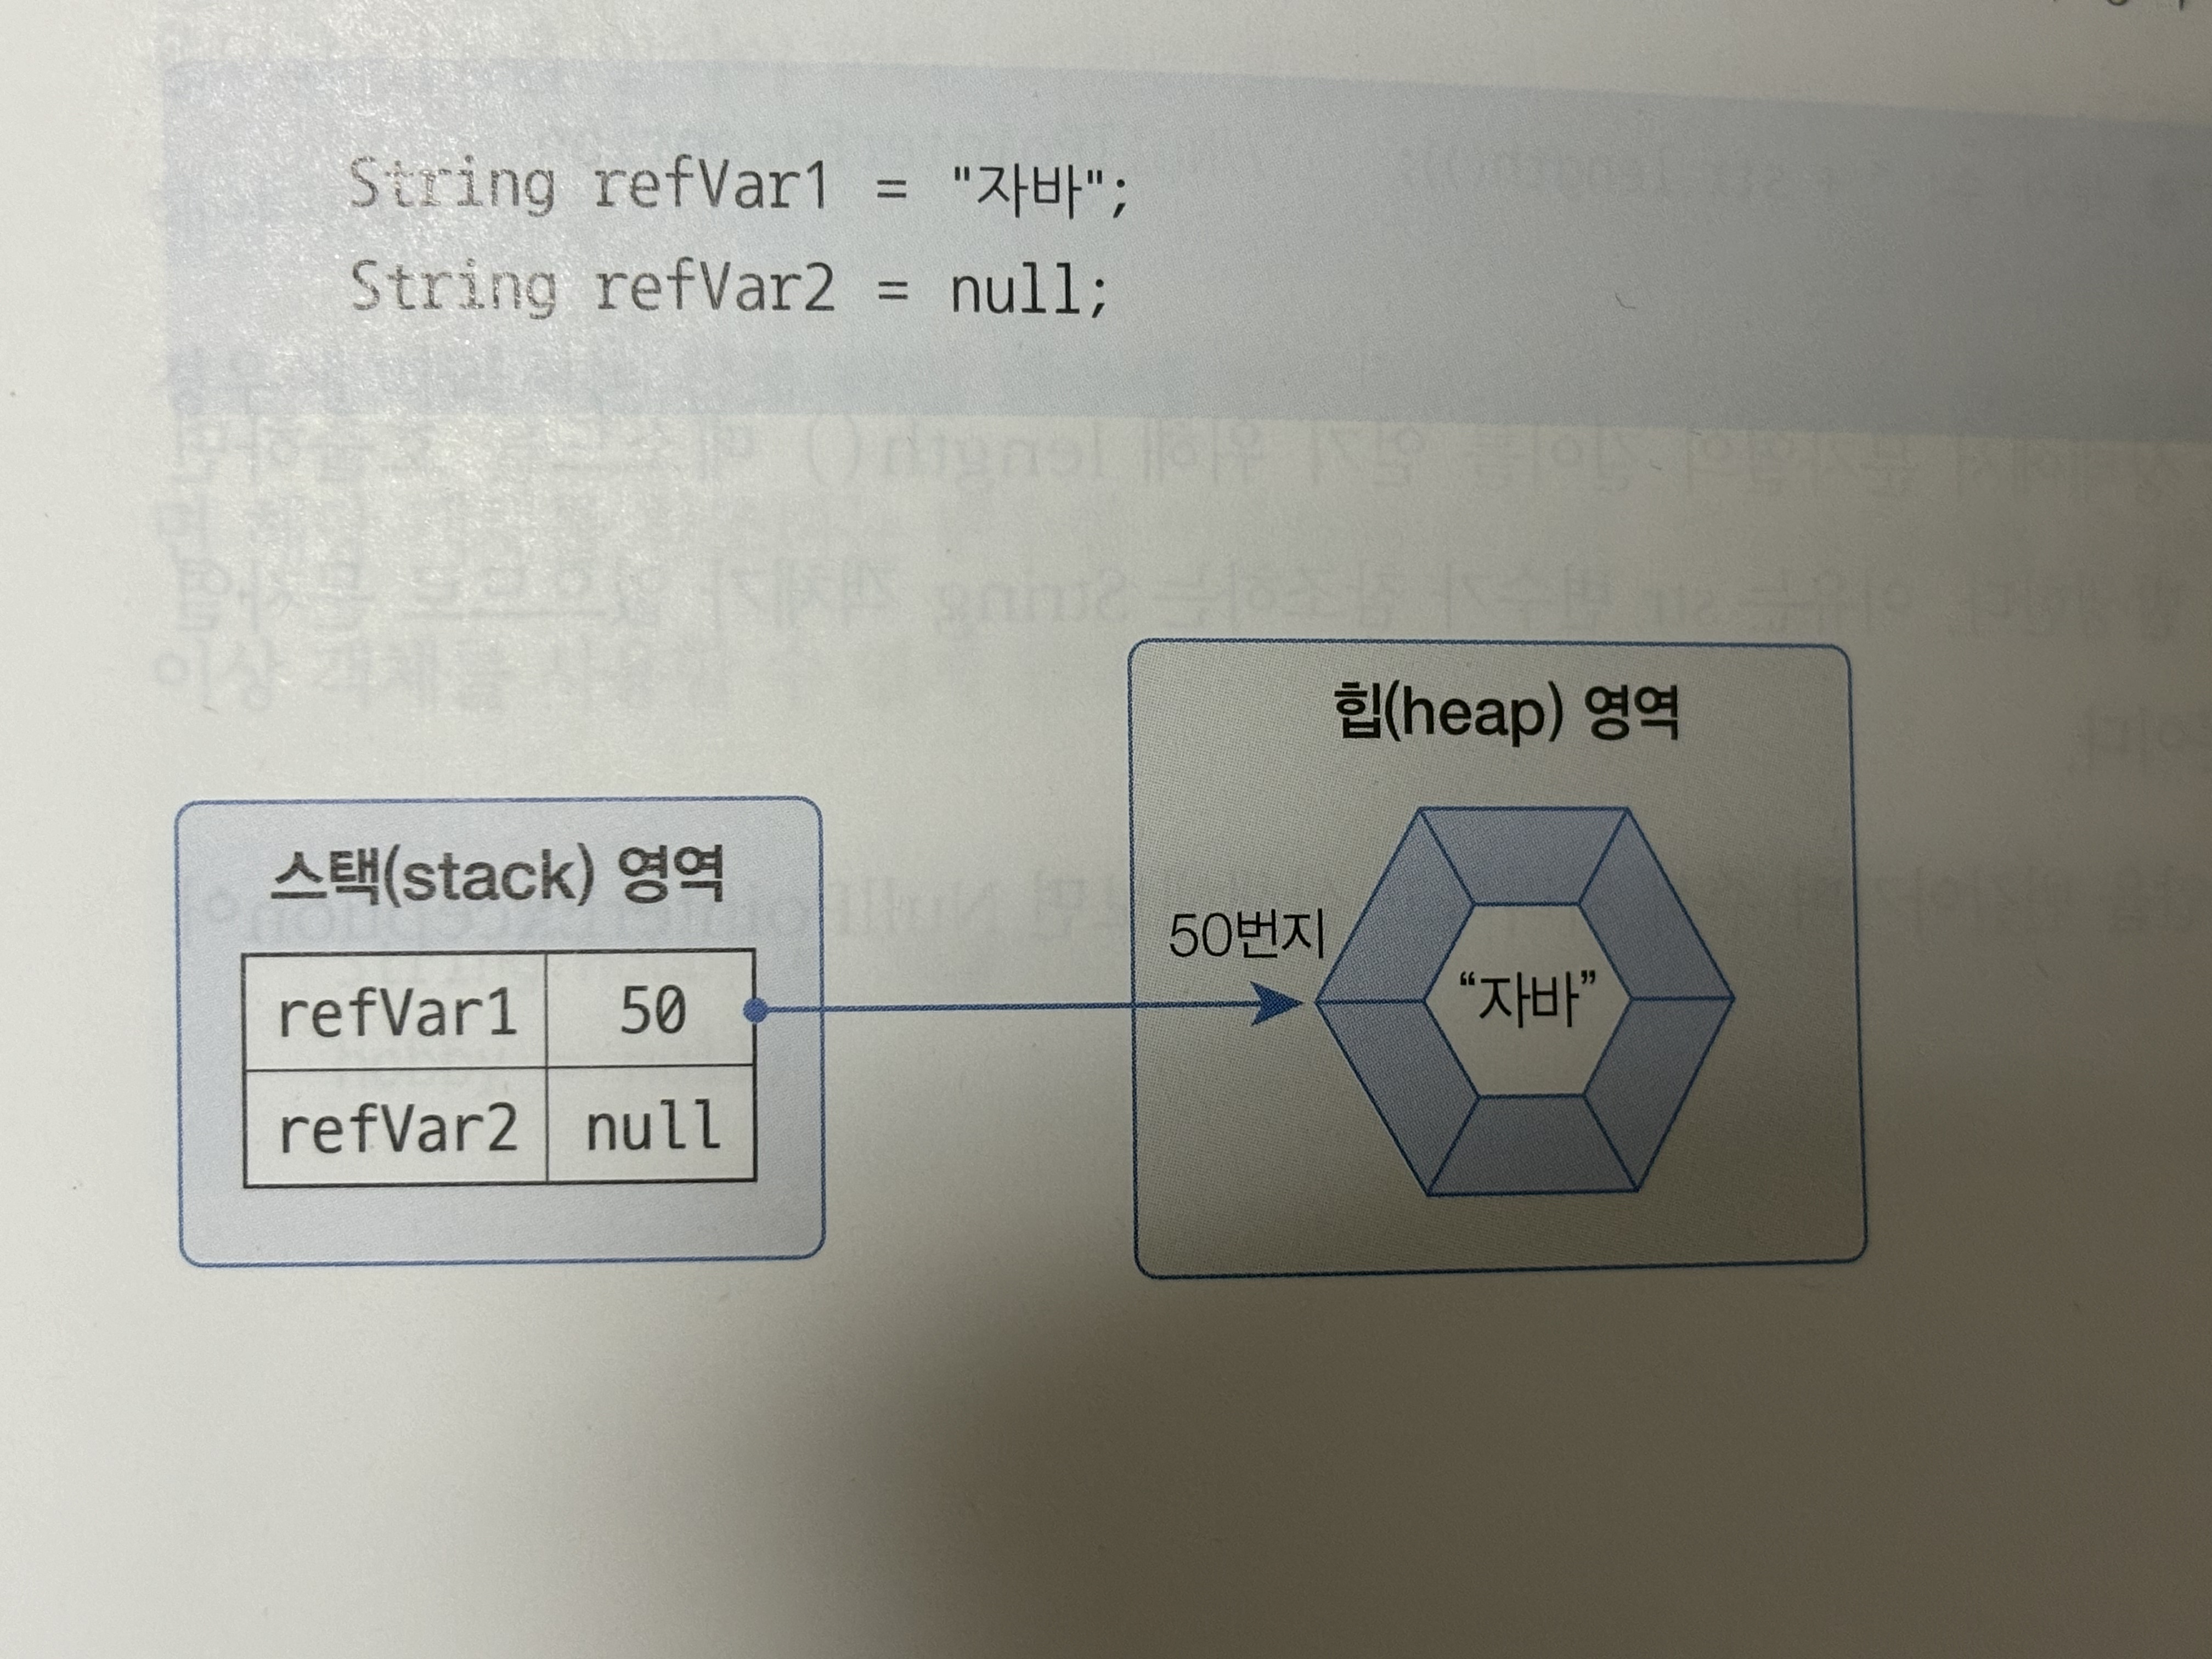 String refVar1 = "자바";
String refVar2 = null;
힙(heap) 영역
스택(stack) 영역
50번지
refVar1 50
"자바"
refVar2 null